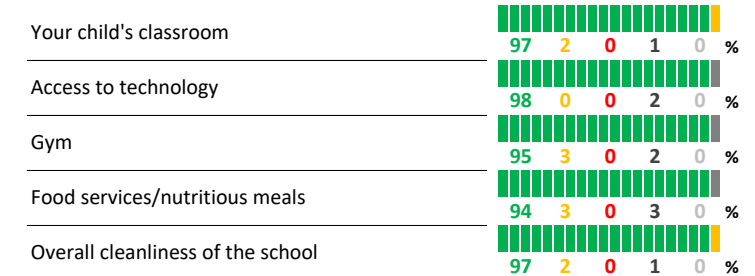 Your child's classroom
97 2 0 1 0 %
Access to technology
98 0 0 2 0 %
Gym
95 3 0 2 0 %
Food services/nutritious meals
94 3 0 3 0 %
Overall cleanliness of the school
97 2 0 1 0 %